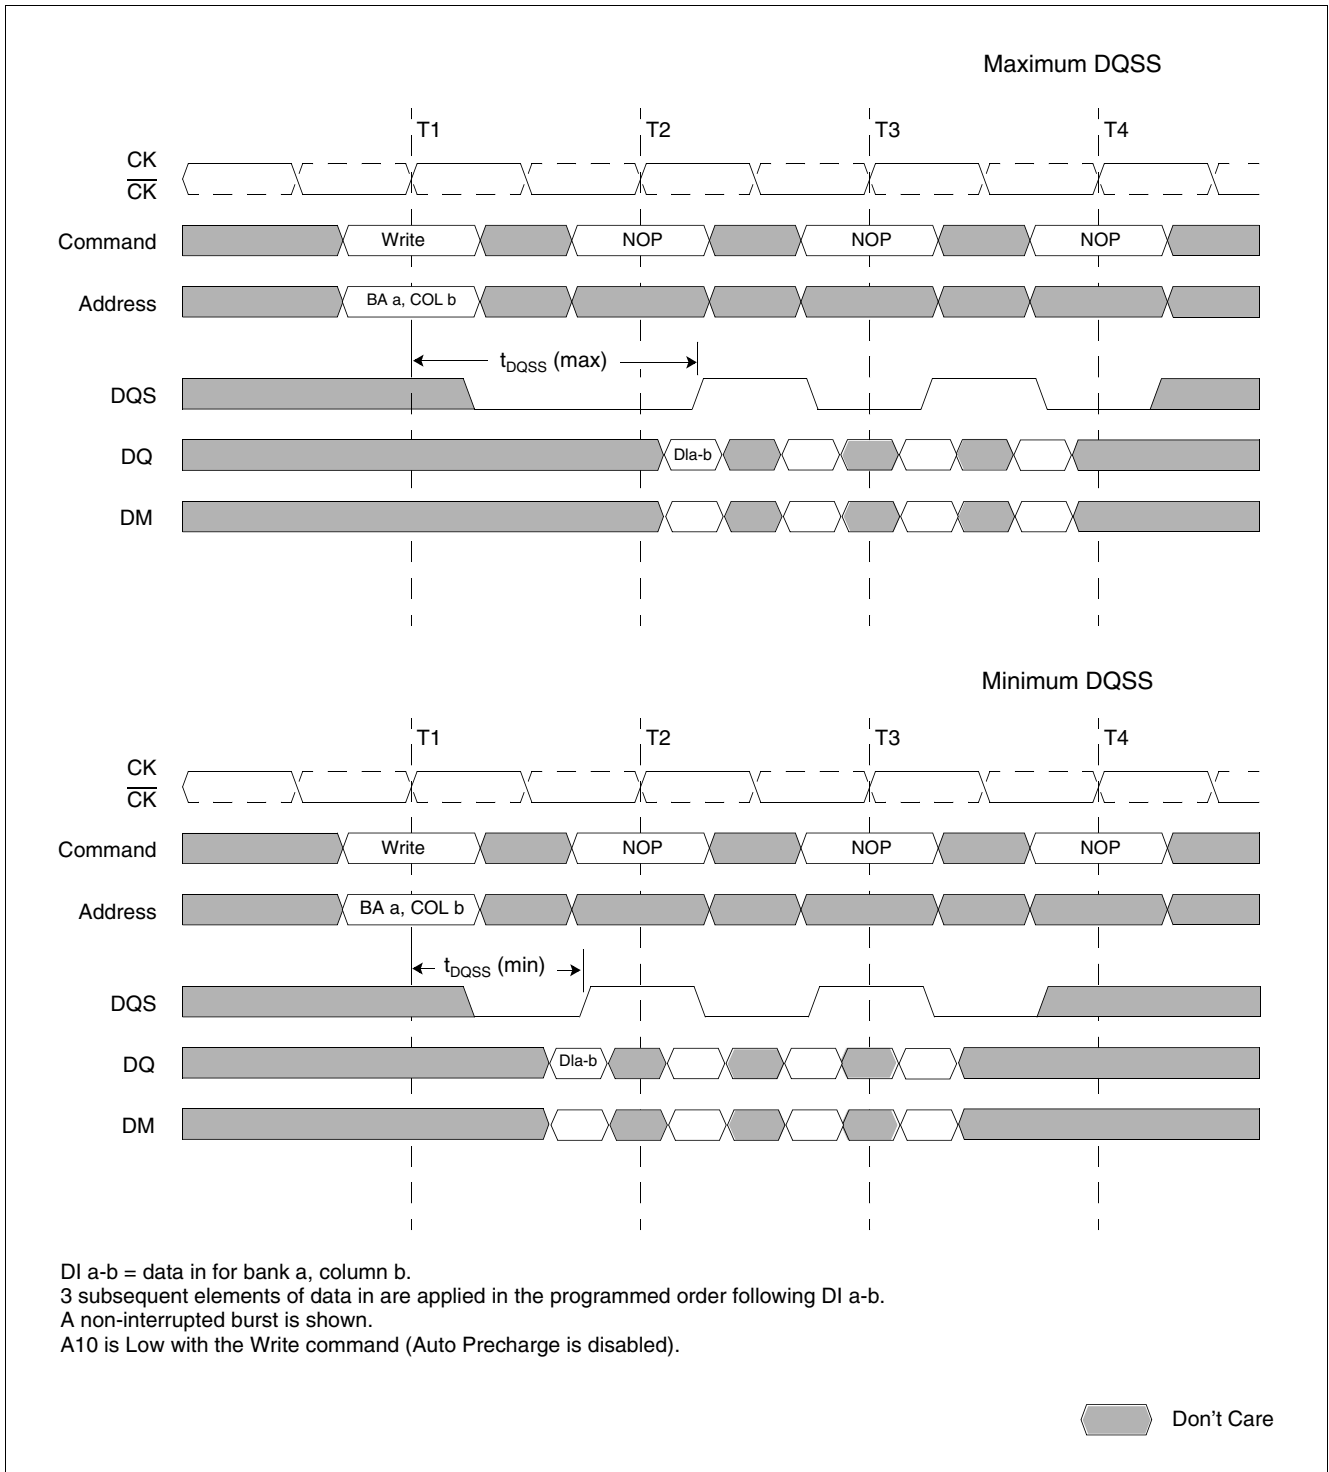 Maximum DQSS
T1 T2 T3 T4
CK
CK
Command Write NOP NOP NOP
Address BA a, COL b
tDQSS (max)
DQS
DQ DIa-b
DM
Minimum DQSS
T1 T2 T3 T4
CK
CK
Command Write NOP NOP NOP
Address BA a, COL b
tDQSS (min)
DQS
DQ DIa-b
DM
DI a-b = data in for bank a, column b.
3 subsequent elements of data in are applied in the programmed order following DI a-b.
A non-interrupted burst is shown.
A10 is Low with the Write command (Auto Precharge is disabled).
Don't Care